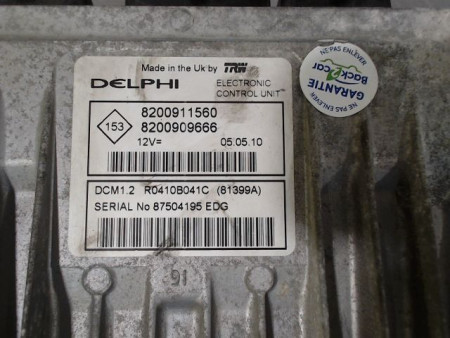 Made in the Uk by TRW
DELPHI
ELECTRONIC
CONTROL UNIT™
153
8200911560
8200909666
12V= 05.05.10
DCM1.2 R0410B041C (81399A)
SERIAL No 87504195 EDG
NE PAS ENLEVER
Back2car
GARANTIE
NE PAS ENLEVER
91